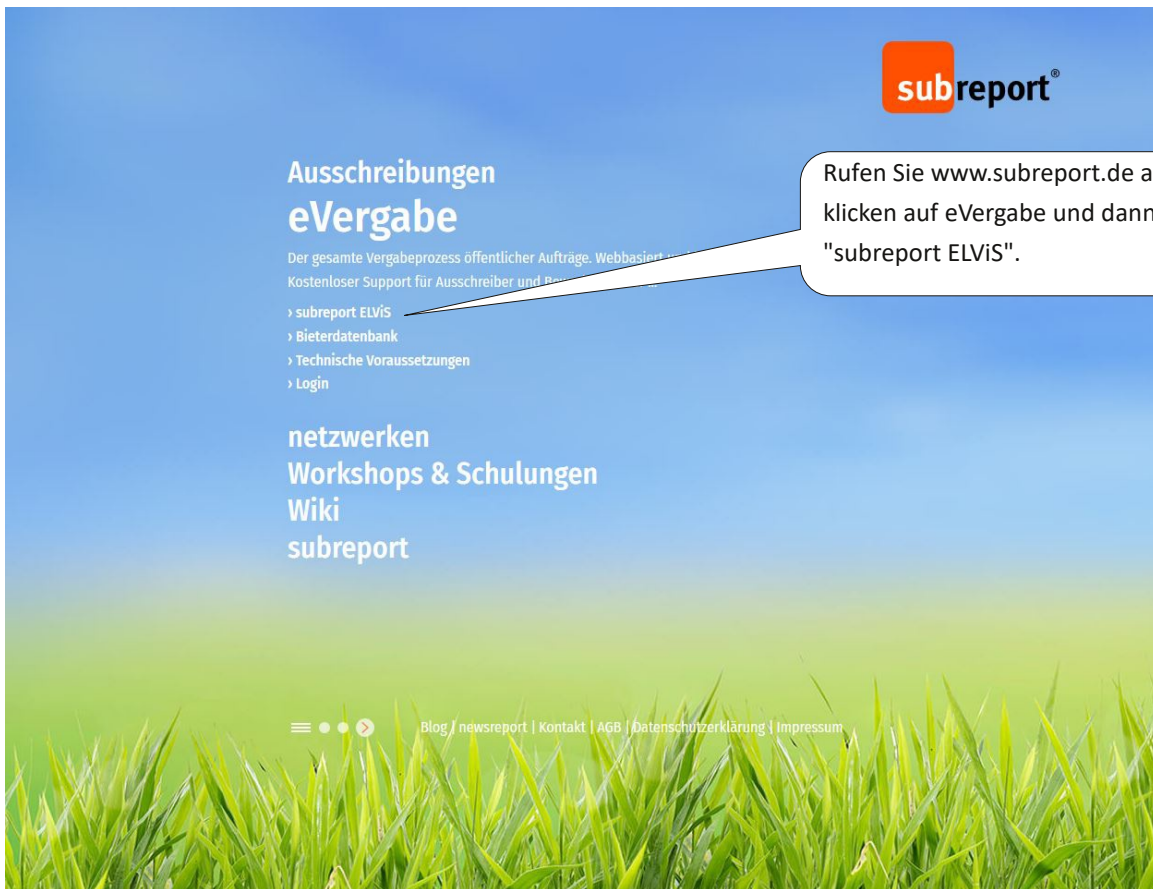 subreport®
Ausschreibungen
eVergabe
Rufen Sie www.subreport.de a
klicken auf eVergabe und dann
"subreport ELViS".
Der gesamte Vergabeprozess öffentlicher Aufträge. Webbasiert
Kostenloser Support für Ausschreiber und
› subreport ELViS
› Bieterdatenbank
› Technische Voraussetzungen
› Login
netzwerken
Workshops & Schulungen
Wiki
subreport
Blog | newsreport | Kontakt | AGB | Datenschutzerklärung | Impressum